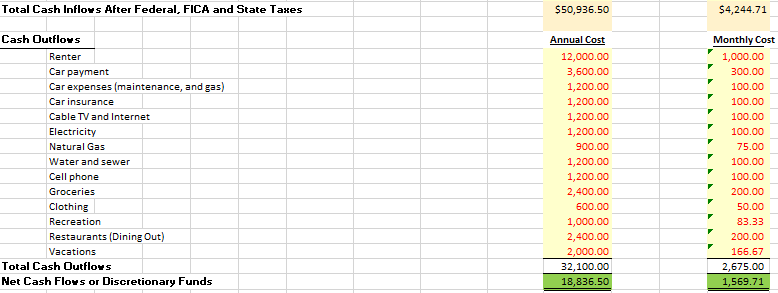 Total Cash Inflows After Federal, FICA and State Taxes $50,936.50 $4,244.71
Cash Outflows Annual Cost Monthly Cost
Renter 12,000.00 1,000.00
Car payment 3,600.00 300.00
Car expenses (maintenance, and gas) 1,200.00 100.00
Car insurance 1,200.00 100.00
Cable TV and Internet 1,200.00 100.00
Electricity 1,200.00 100.00
Natural Gas 900.00 75.00
Water and sewer 1,200.00 100.00
Cell phone 1,200.00 100.00
Groceries 2,400.00 200.00
Clothing 600.00 50.00
Recreation 1,000.00 83.33
Restaurants (Dining Out) 2,400.00 200.00
Vacations 2,000.00 166.67
Total Cash Outflows 32,100.00 2,675.00
Net Cash Flows or Discretionary Funds 18,836.50 1,569.71